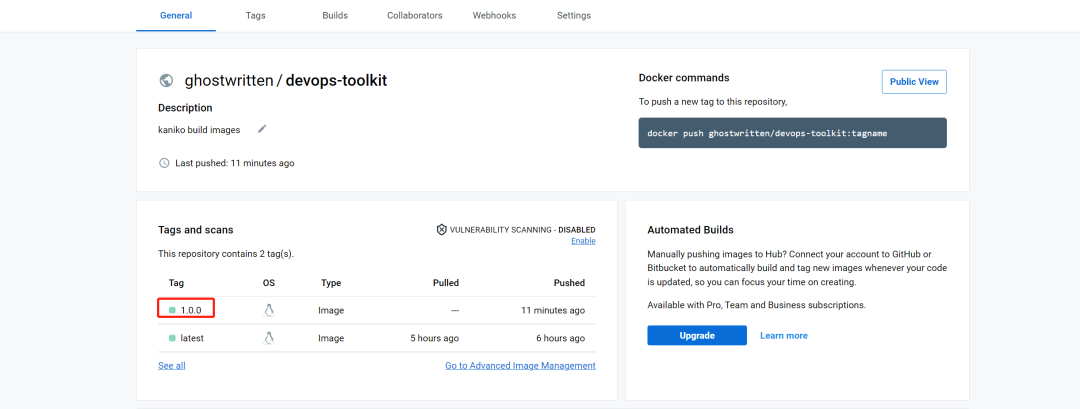 General Tags Builds Collaborators Webhooks Settings
ghostwritten / devops-toolkit
Description
kaniko build images
Last pushed: 11 minutes ago
Docker commands
Public View
To push a new tag to this repository,
docker push ghostwritten/devops-toolkit:tagname
Tags and scans
VULNERABILITY SCANNING - DISABLED
Enable
This repository contains 2 tag(s).
Tag OS Type Pulled Pushed
1.0.0 Image --- 11 minutes ago
latest Image 5 hours ago 6 hours ago
See all Go to Advanced Image Management
Automated Builds
Manually pushing images to Hub? Connect your account to GitHub or
Bitbucket to automatically build and tag new images whenever your code
is updated, so you can focus your time on creating.
Available with Pro, Team and Business subscriptions.
Upgrade Learn more